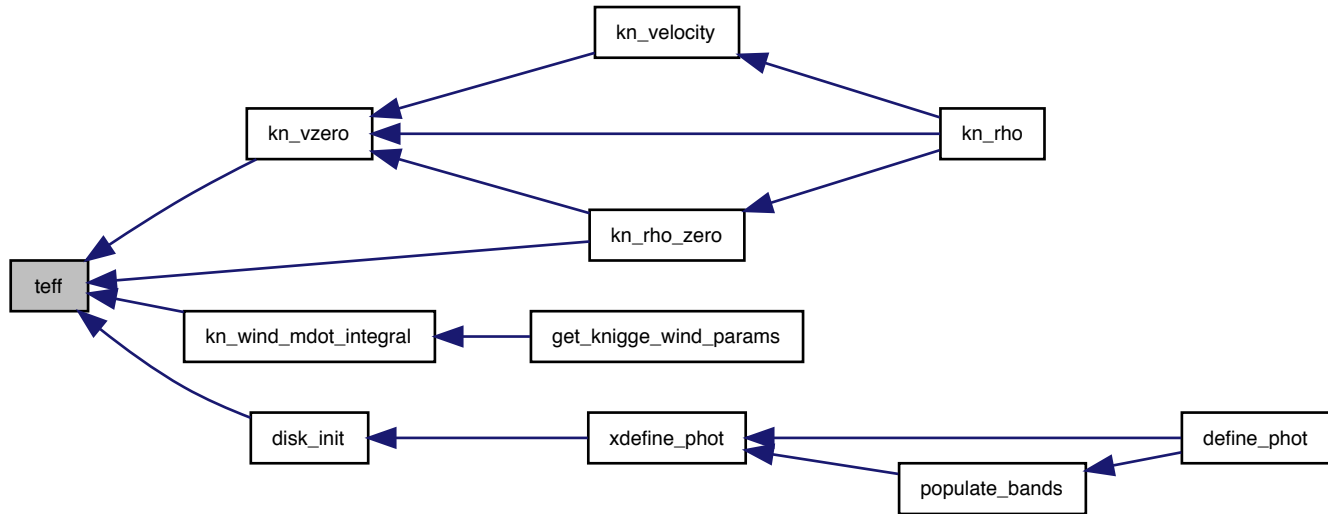 kn_velocity
kn_vzero
kn_rho
kn_rho_zero
teff
kn_wind_mdot_integral
get_knigge_wind_params
disk_init
xdefine_phot
define_phot
populate_bands